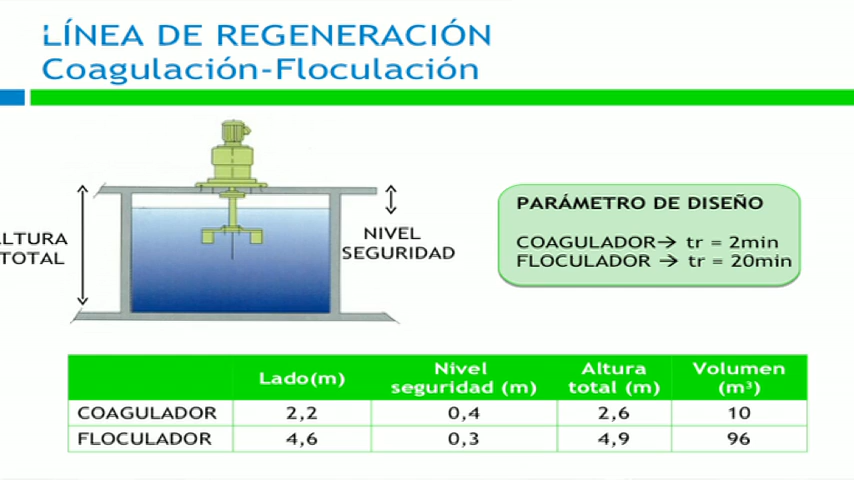 LÍNEA DE REGENERACIÓN
Coagulación-Floculación
TOTAL
NIVEL
SEGURIDAD
PARÁMETRO DE DISEÑO
COAGULADOR→ tr = 2min
FLOCULADOR → tr = 20min
Lado(m) Nivel seguridad (m) Altura total (m) Volumen (m³)
COAGULADOR 2,2 0,4 2,6 10
FLOCULADOR 4,6 0,3 4,9 96